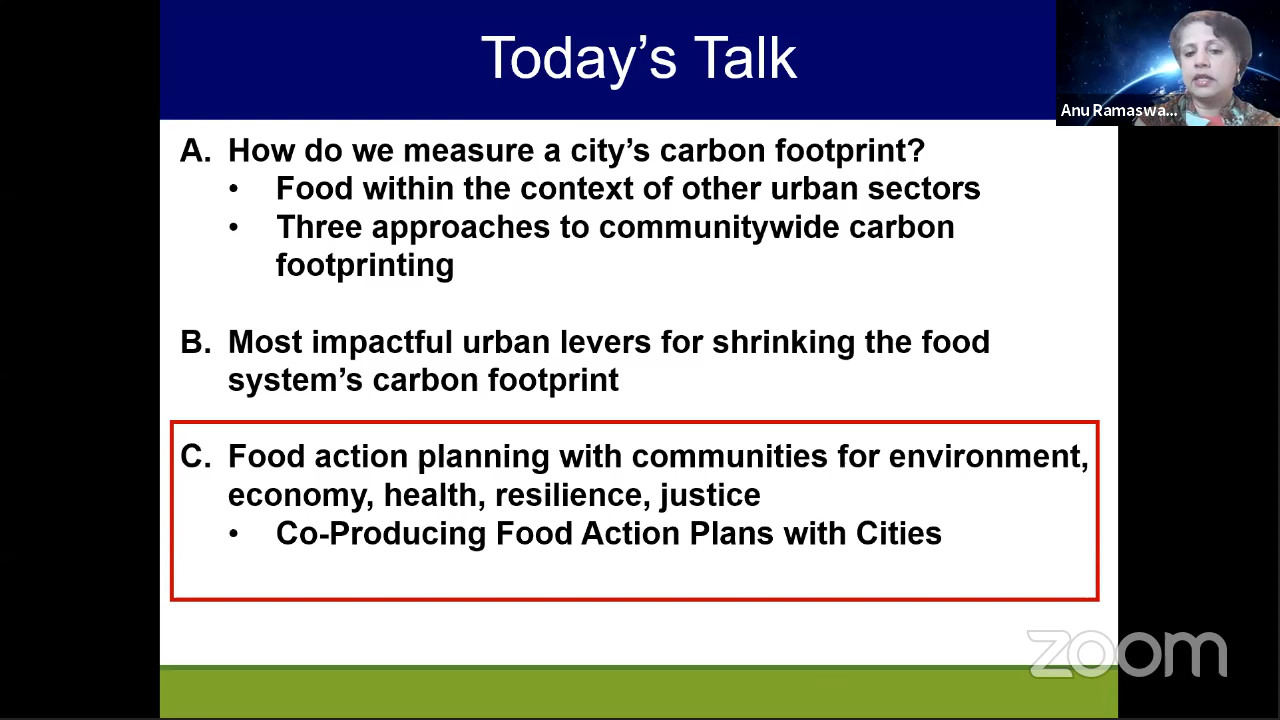 Today's Talk
Anu Ramaswa...
A. How do we measure a city's carbon footprint?
• Food within the context of other urban sectors
• Three approaches to communitywide carbon
footprinting
B. Most impactful urban levers for shrinking the food
system's carbon footprint
C. Food action planning with communities for environment,
economy, health, resilience, justice
• Co-Producing Food Action Plans with Cities
zoom